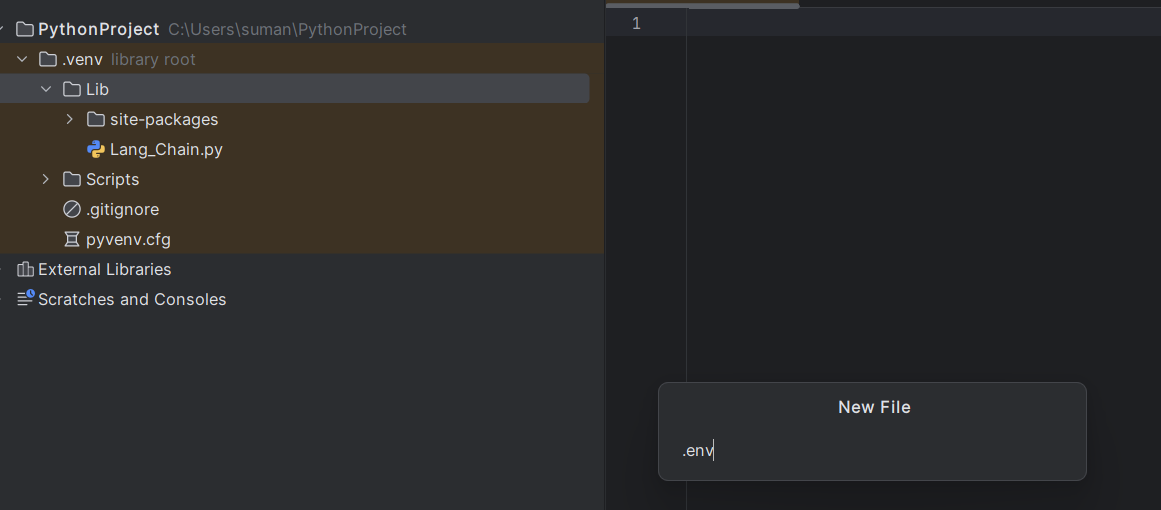 PythonProject C:\Users\suman\PythonProject
.venv library root
Lib
site-packages
Lang_Chain.py
Scripts
.gitignore
pyvenv.cfg
External Libraries
Scratches and Consoles
1
New File
.env